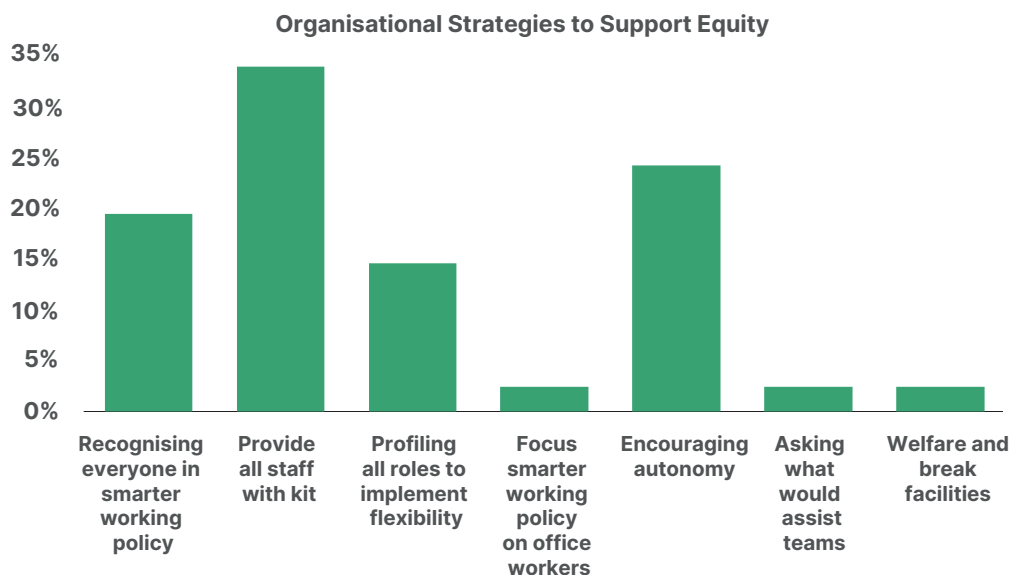 Organisational Strategies to Support Equity
35%
30%
25%
20%
15%
10%
5%
0%
Recognising
everyone in
smarter
working
policy
Provide
all staff
with kit
Profiling
all roles to
implement
flexibility
Focus
smarter
working
policy
on office
workers
Encouraging
autonomy
Asking
what
would
assist
teams
Welfare and
break
facilities